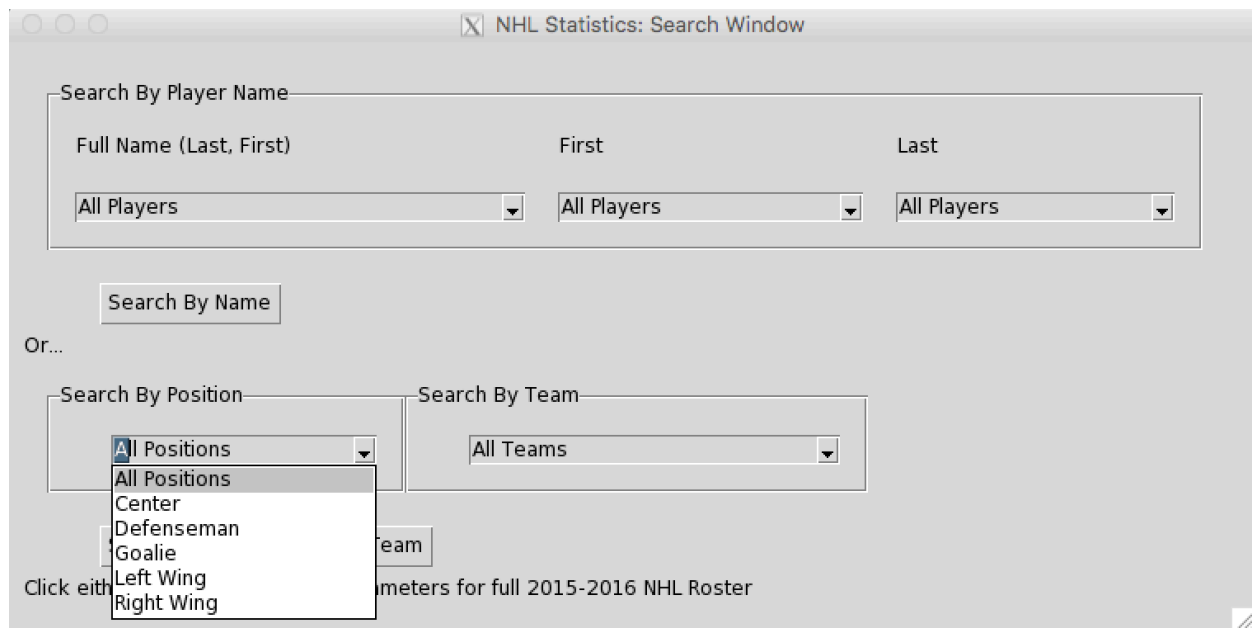 NHL Statistics: Search Window
Search By Player Name
Full Name (Last, First) First Last
All Players All Players All Players
Search By Name
Or...
Search By Position Search By Team
All Positions All Teams
All Positions
Center
Defenseman
Goalie
Team
Left Wing
Click ameters for full 2015-2016 NHL Roster
Right Wing